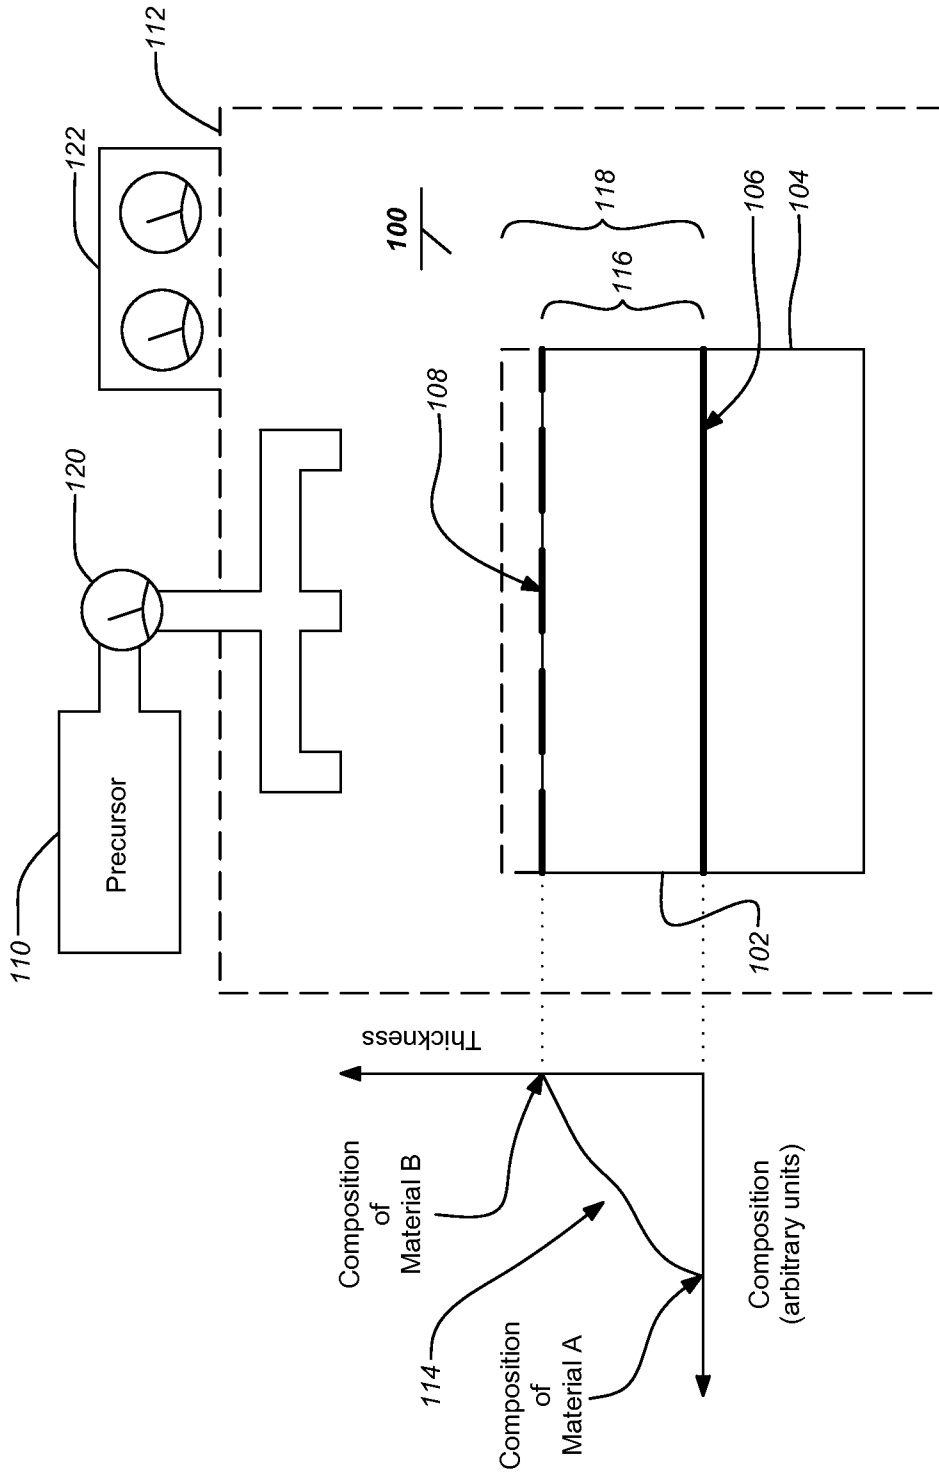 110
Precursor
120
122
112
100
108
116
118
102
106
104
Thickness
Composition
of
Material B
114
Composition
of
Material A
Composition
(arbitrary units)